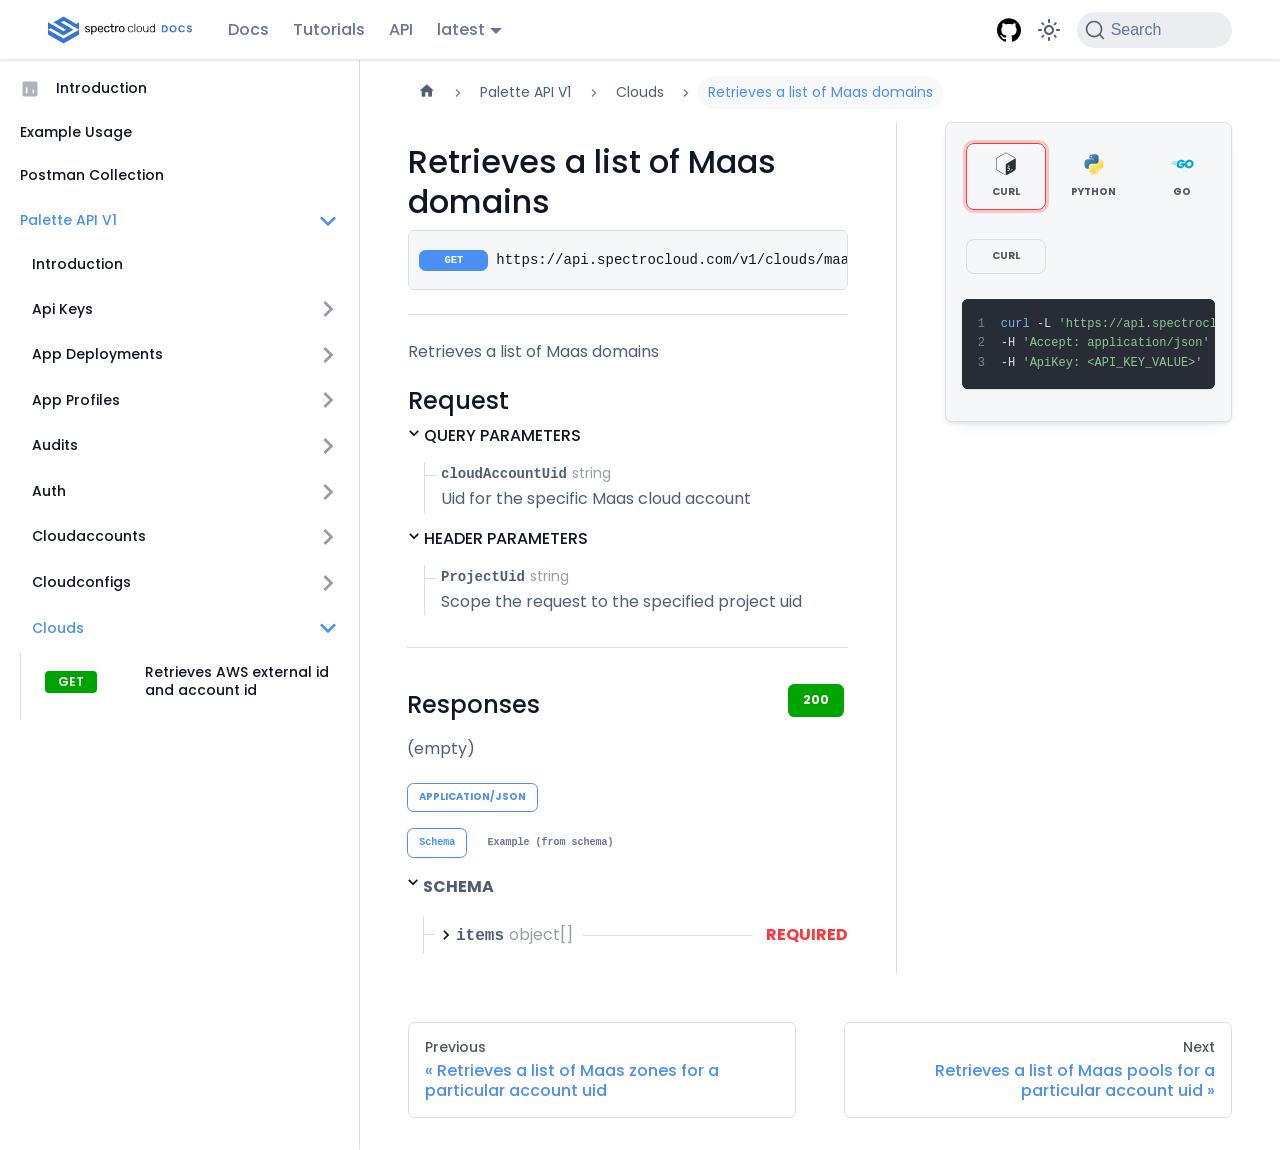 spectro cloud DOCS
Docs
Tutorials
API
latest
Search
Introduction
Example Usage
Postman Collection
Palette API V1
Introduction
Api Keys
App Deployments
App Profiles
Audits
Auth
Cloudaccounts
Cloudconfigs
Clouds
GET
Retrieves AWS external id
and account id
Palette API V1
Clouds
Retrieves a list of Maas domains
Retrieves a list of Maas
domains
GET https://api.spectrocloud.com/v1/clouds/maa
Retrieves a list of Maas domains
Request
QUERY PARAMETERS
cloudAccountUid string
Uid for the specific Maas cloud account
HEADER PARAMETERS
ProjectUid string
Scope the request to the specified project uid
Responses
200
(empty)
APPLICATION/JSON
Schema
Example (from schema)
SCHEMA
items object[]
REQUIRED
CURL
PYTHON
GO
GO
CURL
1 curl -L 'https://api.spectrocl
2 -H 'Accept: application/json'
3 -H 'ApiKey: <API_KEY_VALUE>'
Previous
« Retrieves a list of Maas zones for a
particular account uid
Next
Retrieves a list of Maas pools for a
particular account uid »